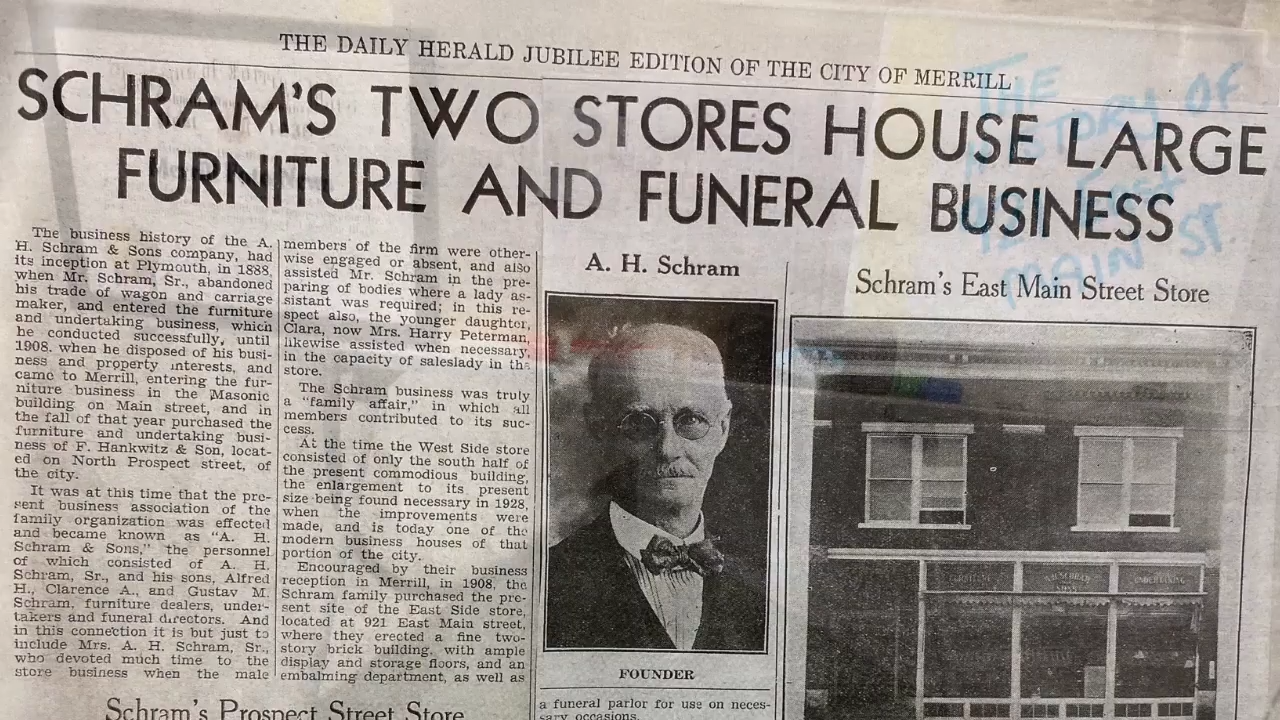 THE DAILY HERALD JUBILEE EDITION OF THE CITY OF MERRILL
SCHRAM'S TWO STORES HOUSE LARGE
FURNITURE AND FUNERAL BUSINESS
The business history of the A.
H. Schram & Sons company, had
its inception at Plymouth, in 1888,
when Mr. Schram, Sr., abandoned
his trade of wagon and carriage
maker, and entered the furniture
and undertaking business, which
he conducted successfully, until
1908. when he disposed of his busi-
ness and property interests, and
came to Merrill, entering the fur-
niture business in the Masonic
building on Main street, and in
the fall of that year purchased the
furniture and undertaking busi-
ness of F. Hankwitz & Son, locat-
ed on North Prospect street, of
the city.
It was at this time that the pre-
sent business association of the
family organization was effected
and became known as "A. H.
Schram & Sons," the personnel
of which consisted of A. H.
Schram, Sr., and his sons, Alfred
H., Clarence A., and Gustav M.
Schram, furniture dealers, under-
takers and funeral directors. And
in this connection it is but just to
include Mrs. A. H. Schram, Sr.,
who devoted much time to the
store business when the male
Schram's Prospect Street Store
members of the firm were other-
wise engaged or absent, and also
assisted Mr. Schram in the pre-
paring of bodies where a lady as-
sistant was required; in this re-
spect also, the younger daughter,
Clara, now Mrs. Harry Peterman,
likewise assisted when necessary,
in the capacity of saleslady in the
store.
The Schram business was truly
a "family affair," in which all
members contributed to its suc-
cess.
At the time the West Side store
consisted of only the south half of
the present commodious building,
the enlargement to its present
size being found necessary in 1928,
when the improvements were
made, and is today one of the
modern business houses of that
portion of the city.
Encouraged by their business
reception in Merrill, in 1908, the
Schram family purchased the pre-
sent site of the East Side store,
located at 921 East Main street,
where they erected a fine two-
story brick building, with ample
display and storage floors, and an
embalming department, as well as
A. H. Schram
FOUNDER
a funeral parlor for use on neces-
sary occasions.
Schram's East Main Street Store
FURNITURE
UNDERTAKING
THE
HISTORY OF
EAST
MAIN ST.